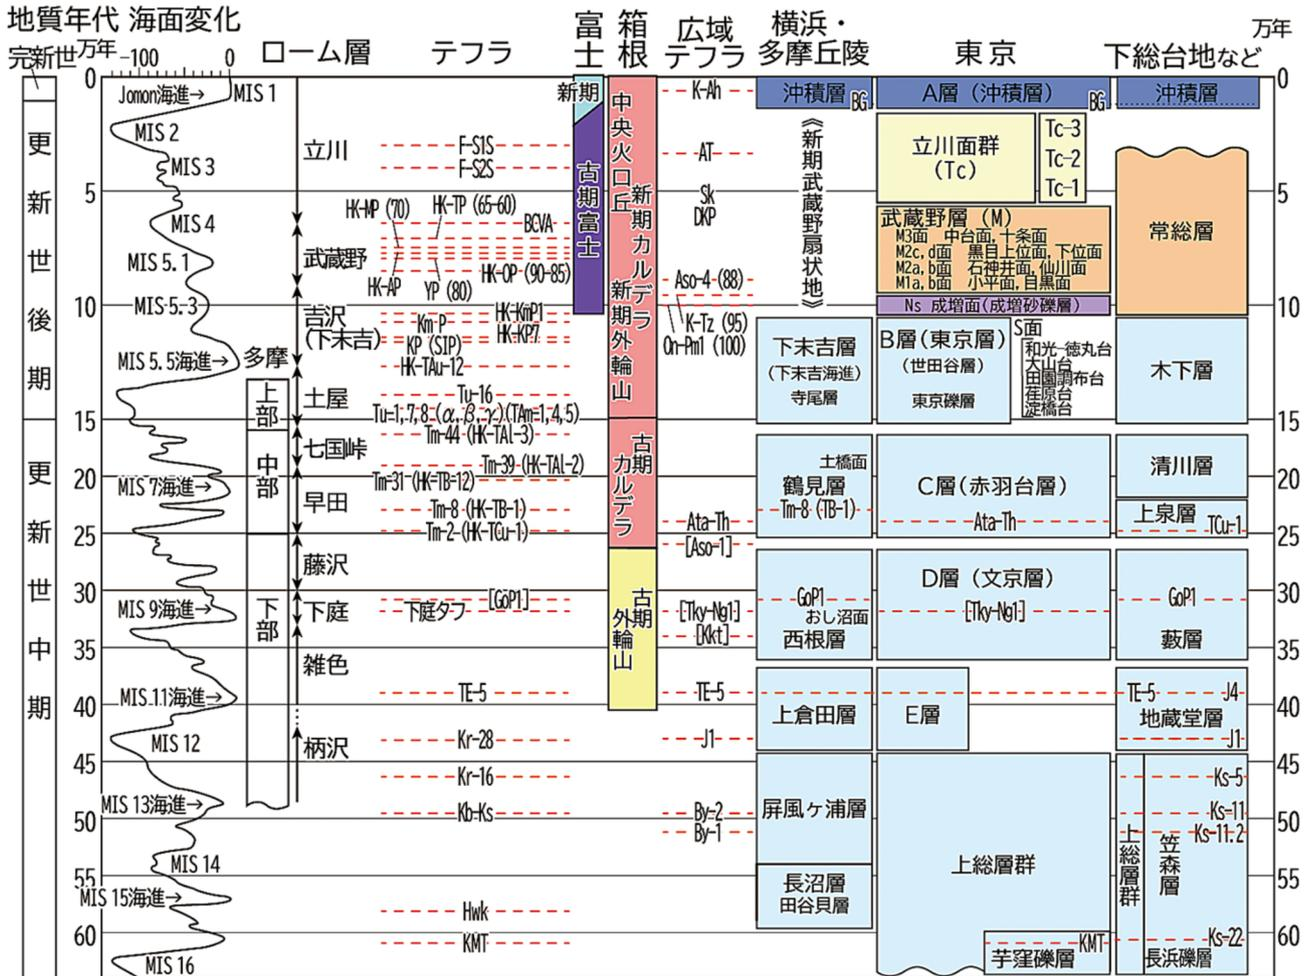 地質年代 海面変化
完新世 万年 -100 0
ローム層
テフラ
富士
箱根
広域
テフラ
横浜・
多摩丘陵
東京
下総台地など
万年
0
5
10
15
20
25
30
35
40
45
50
55
60
更新世後期
更新世中期
Jomon海進→
MIS 1
MIS 2
MIS 3
MIS 4
MIS 5.1
MIS 5.3
MIS 5.5海進→
MIS 7海進→
MIS 9海進→
MIS 11海進→
MIS 12
MIS 13海進→
MIS 14
MIS 15海進→
MIS 16
多摩
上部
中部
下部
立川
武蔵野
吉沢
(下末吉)
土屋
七国峠
早田
藤沢
下庭
雑色
柄沢
F-S1S
F-S2S
HK-MP (70)
HK-TP (65-60)
BCVA
HK-OP (90-85)
HK-AP
YP (80)
HK-KmP1
Km-P
HK-KP7
KP (SIP)
HK-TAu-12
Tu-16
Tu-1,7,8 (α,β,γ)(TAm=1,4,5)
Tm-44 (HK-TAl-3)
Tm-39 (HK-TAl-2)
Tm-31 (HK-TB-12)
Tm-8 (HK-TB-1)
Tm-2 (HK-TCu-1)
[GoP1]
下庭タフ
TE-5
Kr-28
Kr-16
Kb-Ks
Hwk
KMT
新期
古期富士
中央火口丘
新期カルデラ
新期外輪山
古期
カルデラ
古期
外輪山
K-Ah
AT
Sk
DKP
Aso-4 (88)
K-Tz (95)
On-Pm1 (100)
Ata-Th
[Aso-1]
[Tky-Ng1]
[Kkt]
TE-5
J1
By-2
By-1
沖積層
BG
《新期武蔵野扇状地》
下末吉層
(下末吉海進)
寺尾層
土橋面
鶴見層
Tm-8 (TB-1)
GoP1
おし沼面
西根層
上倉田層
屏風ヶ浦層
長沼層
田谷貝層
A層(沖積層)
BG
立川面群
(Tc)
Tc-3
Tc-2
Tc-1
武蔵野層(M)
M3面 中台面,十条面
M2c,d面 黒目上位面,下位面
M2a,b面 石神井面,仙川面
M1a,b面 小平面,目黒面
Ns 成増面(成増砂礫層)
B層(東京層)
(世田谷層)
東京礫層
S面
和光-徳丸台
大山台
田園調布台
荏原台
淀橋台
C層(赤羽台層)
Ata-Th
D層(文京層)
[Tky-Ng1]
E層
上総層群
KMT
芋窪礫層
沖積層
常総層
木下層
清川層
上泉層
TCu-1
GoP1
藪層
TE-5
J4
地蔵堂層
J1
Ks-5
Ks-11
Ks-11.2
上総層群
笠森層
Ks-22
長浜礫層
0
5
10
15
20
25
30
35
40
45
50
55
60